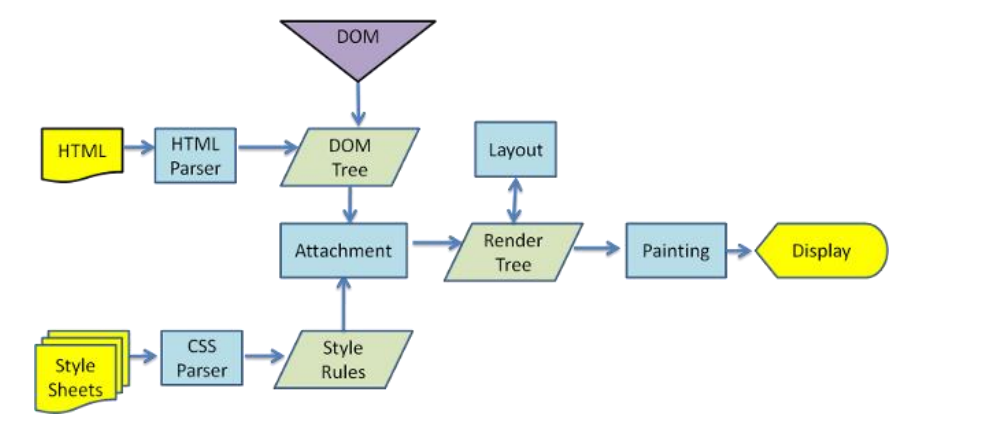 DOM
HTML
HTML
Parser
DOM
Tree
Layout
Attachment
Render
Tree
Painting
Display
Style
Sheets
CSS
Parser
Style
Rules